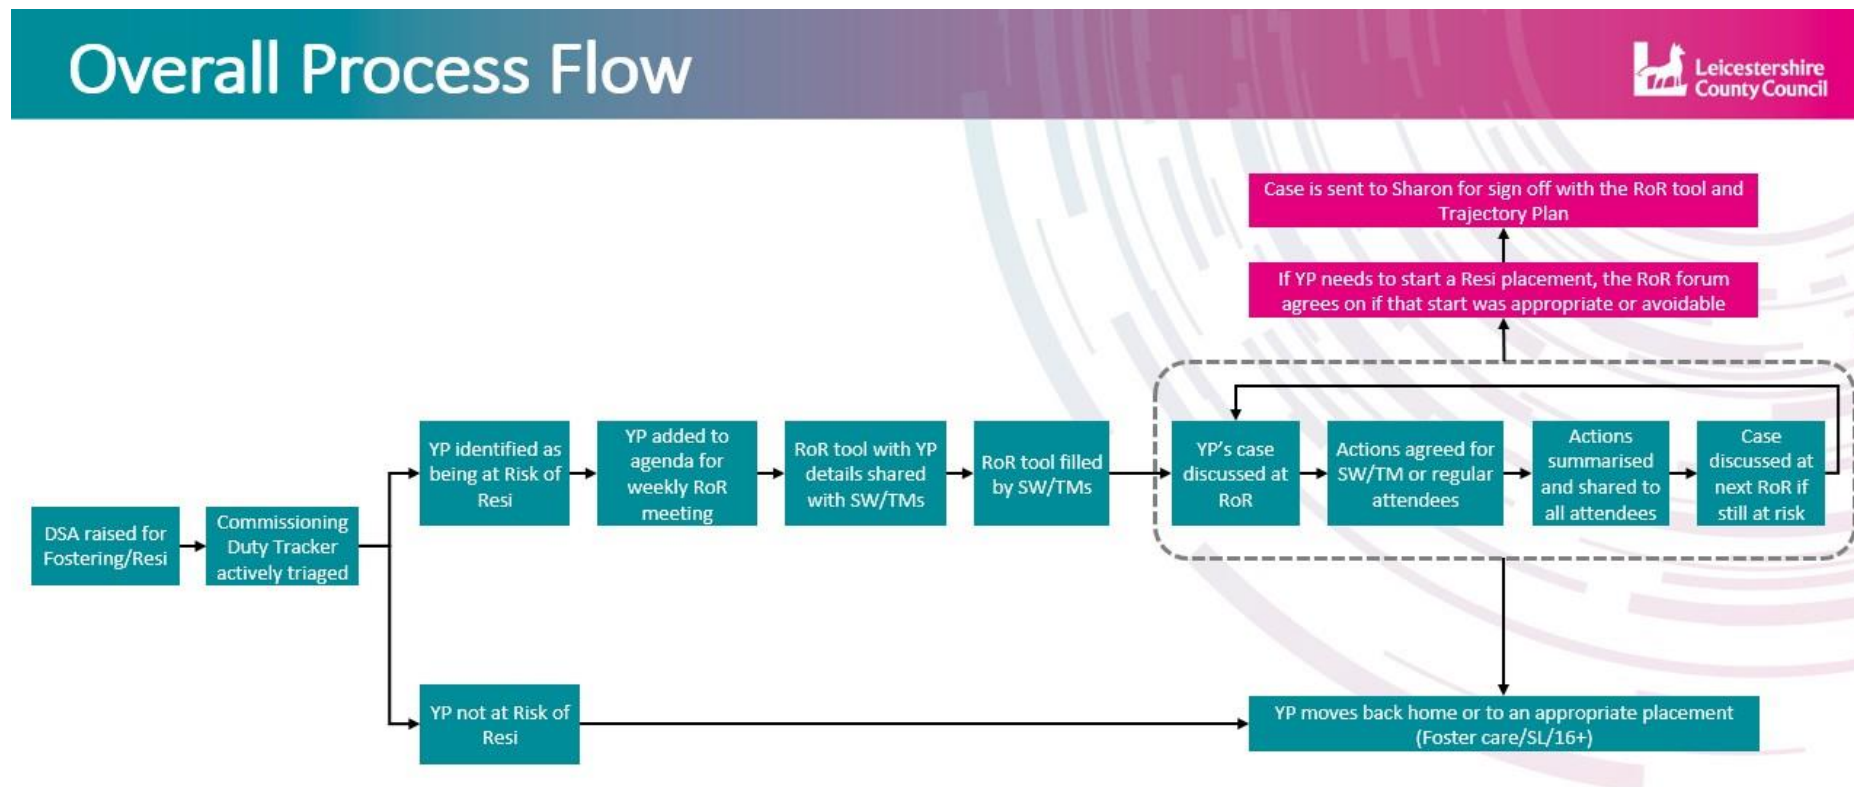 Overall Process Flow
Leicestershire
County Council
Case is sent to Sharon for sign off with the RoR tool and
Trajectory Plan
If YP needs to start a Resi placement, the RoR forum
agrees on if that start was appropriate or avoidable
DSA raised for
Fostering/Resi
Commissioning
Duty Tracker
actively triaged
YP identified as
being at Risk of
Resi
YP added to
agenda for
weekly RoR
meeting
RoR tool with YP
details shared
with SW/TMs
RoR tool filled
by SW/TMs
YP’s case
discussed at
RoR
Actions agreed for
SW/TM or regular
attendees
Actions
summarised
and shared to
all attendees
Case
discussed at
next RoR if
still at risk
YP not at Risk of
Resi
YP moves back home or to an appropriate placement
(Foster care/SL/16+)